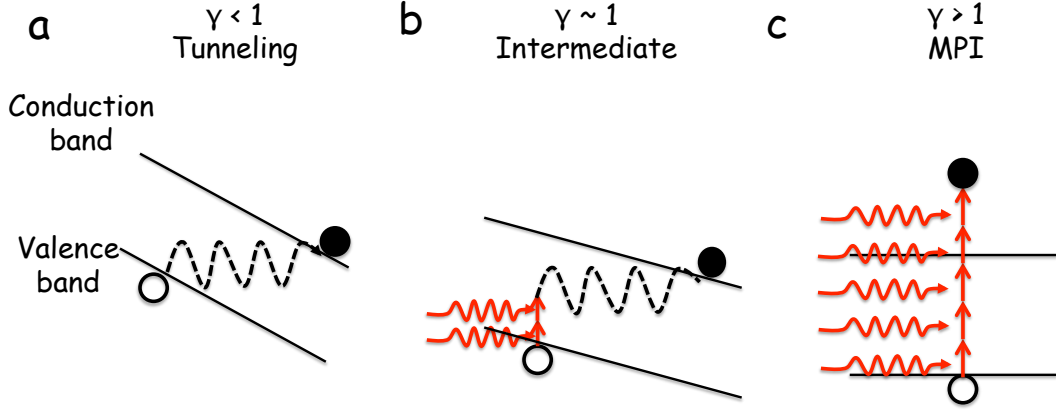 a
γ < 1
Tunneling
b
γ ~ 1
Intermediate
c
γ > 1
MPI
Conduction
band
Valence
band